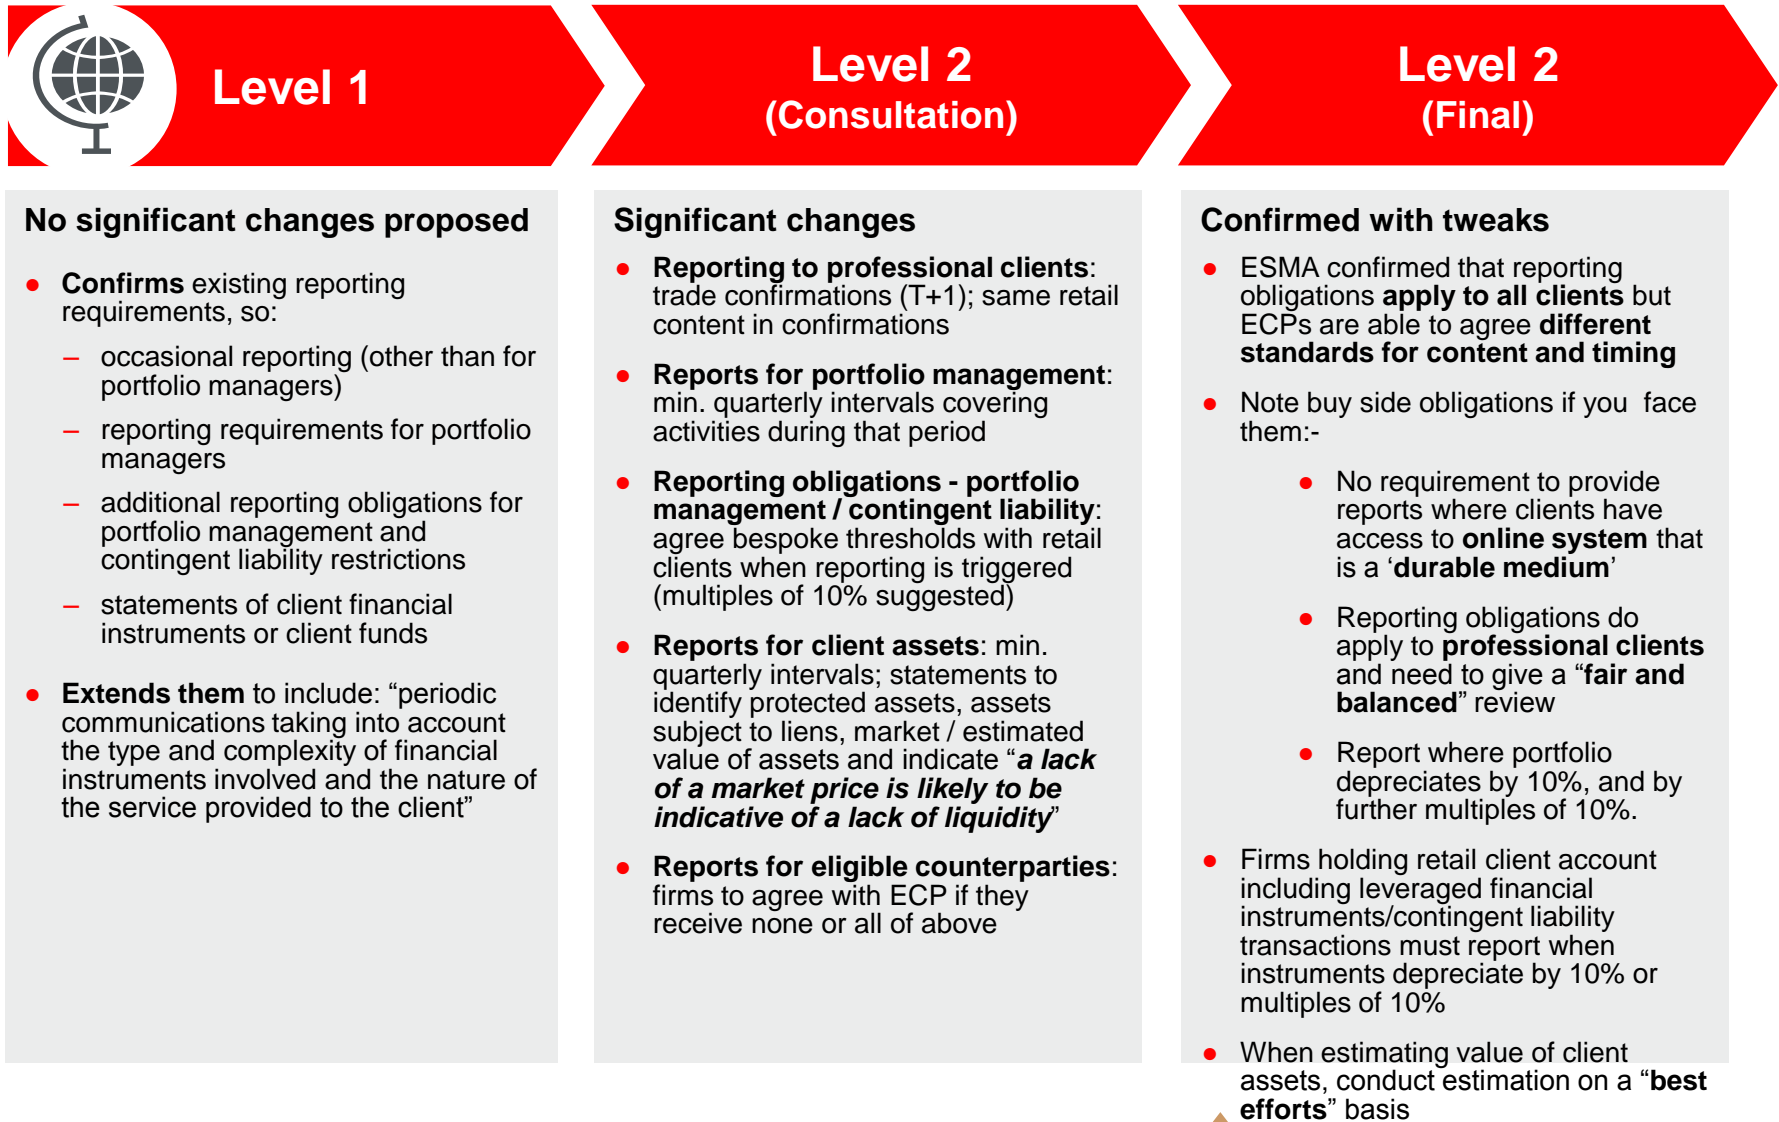 Level 1
Level 2
(Consultation)
Level 2
(Final)
No significant changes proposed
● Confirms existing reporting
requirements, so:
– occasional reporting (other than for
portfolio managers)
– reporting requirements for portfolio
managers
– additional reporting obligations for
portfolio management and
contingent liability restrictions
– statements of client financial
instruments or client funds
● Extends them to include: “periodic
communications taking into account
the type and complexity of financial
instruments involved and the nature of
the service provided to the client”
Significant changes
● Reporting to professional clients:
trade confirmations (T+1); same retail
content in confirmations
● Reports for portfolio management:
min. quarterly intervals covering
activities during that period
● Reporting obligations - portfolio
management / contingent liability:
agree bespoke thresholds with retail
clients when reporting is triggered
(multiples of 10% suggested)
● Reports for client assets: min.
quarterly intervals; statements to
identify protected assets, assets
subject to liens, market / estimated
value of assets and indicate “a lack
of a market price is likely to be
indicative of a lack of liquidity”
● Reports for eligible counterparties:
firms to agree with ECP if they
receive none or all of above
Confirmed with tweaks
● ESMA confirmed that reporting
obligations apply to all clients but
ECPs are able to agree different
standards for content and timing
● Note buy side obligations if you face
them:-
● No requirement to provide
reports where clients have
access to online system that
is a ‘durable medium’
● Reporting obligations do
apply to professional clients
and need to give a “fair and
balanced” review
● Report where portfolio
depreciates by 10%, and by
further multiples of 10%.
● Firms holding retail client account
including leveraged financial
instruments/contingent liability
transactions must report when
instruments depreciate by 10% or
multiples of 10%
● When estimating value of client
assets, conduct estimation on a “best
efforts” basis